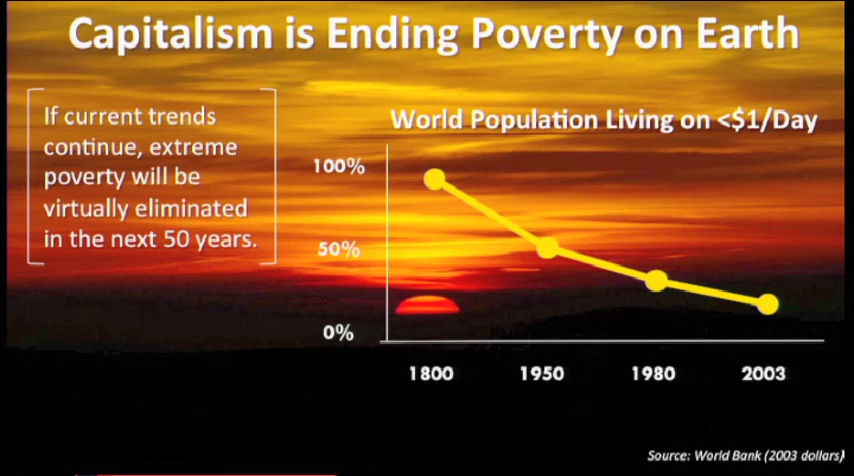 Capitalism is Ending Poverty on Earth
If current trends
continue, extreme
poverty will be
virtually eliminated
in the next 50 years.
World Population Living on <$1/Day
100%
50%
0%
1800 1950 1980 2003
Source: World Bank (2003 dollars)